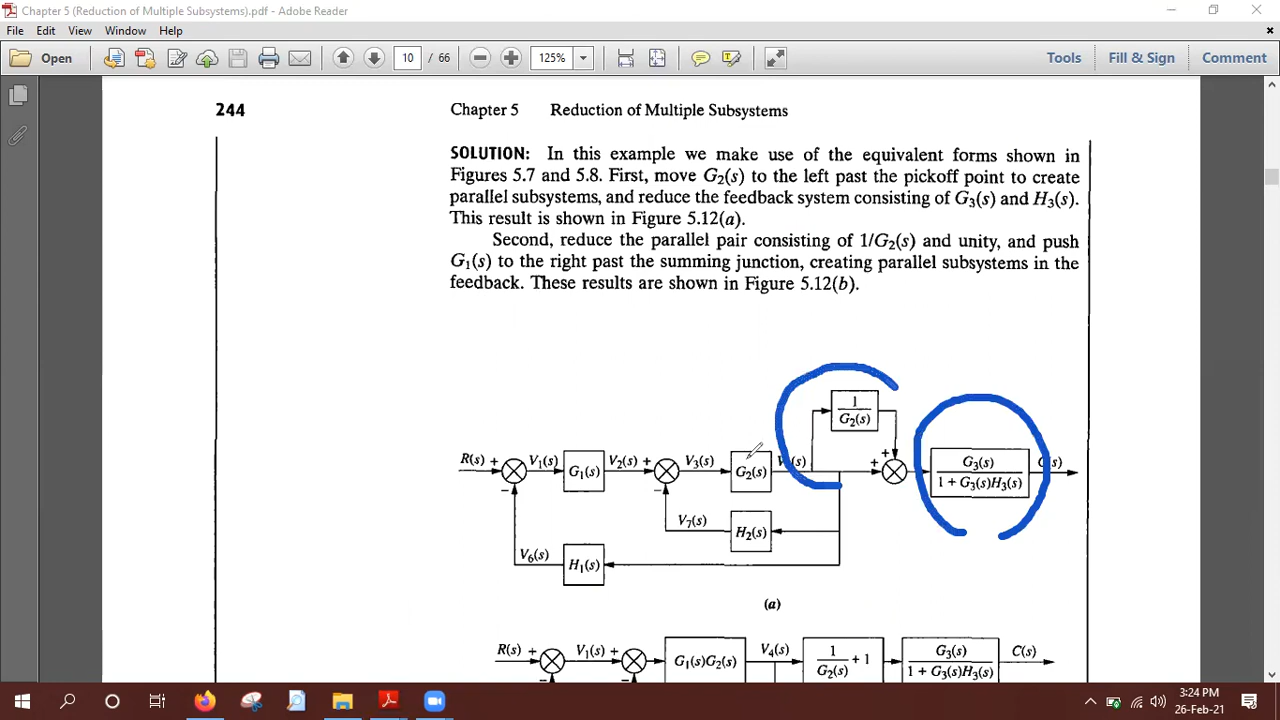 Chapter 5 (Reduction of Multiple Subsystems).pdf - Adobe Reader
File Edit View Window Help
Open 10 / 66 125% Tools Fill & Sign Comment
244 Chapter 5 Reduction of Multiple Subsystems
SOLUTION: In this example we make use of the equivalent forms shown in
Figures 5.7 and 5.8. First, move G₂(s) to the left past the pickoff point to create
parallel subsystems, and reduce the feedback system consisting of G₃(s) and H₃(s).
This result is shown in Figure 5.12(a).
Second, reduce the parallel pair consisting of 1/G₂(s) and unity, and push
G₁(s) to the right past the summing junction, creating parallel subsystems in the
feedback. These results are shown in Figure 5.12(b).
1
G₂(s)
R(s) + V₁(s) G₁(s) V₂(s) + V₃(s) G₂(s) + +
G₃(s)
1 + G₃(s)H₃(s)
- - V₇(s) H₂(s)
V₆(s) H₁(s)
(a)
R(s) + V₁(s) + G₁(s)G₂(s) V₄(s) 1 + 1 G₃(s) C(s)
G₂(s) 1 + G₃(s)H₃(s)
- -
3:24 PM
26-Feb-21